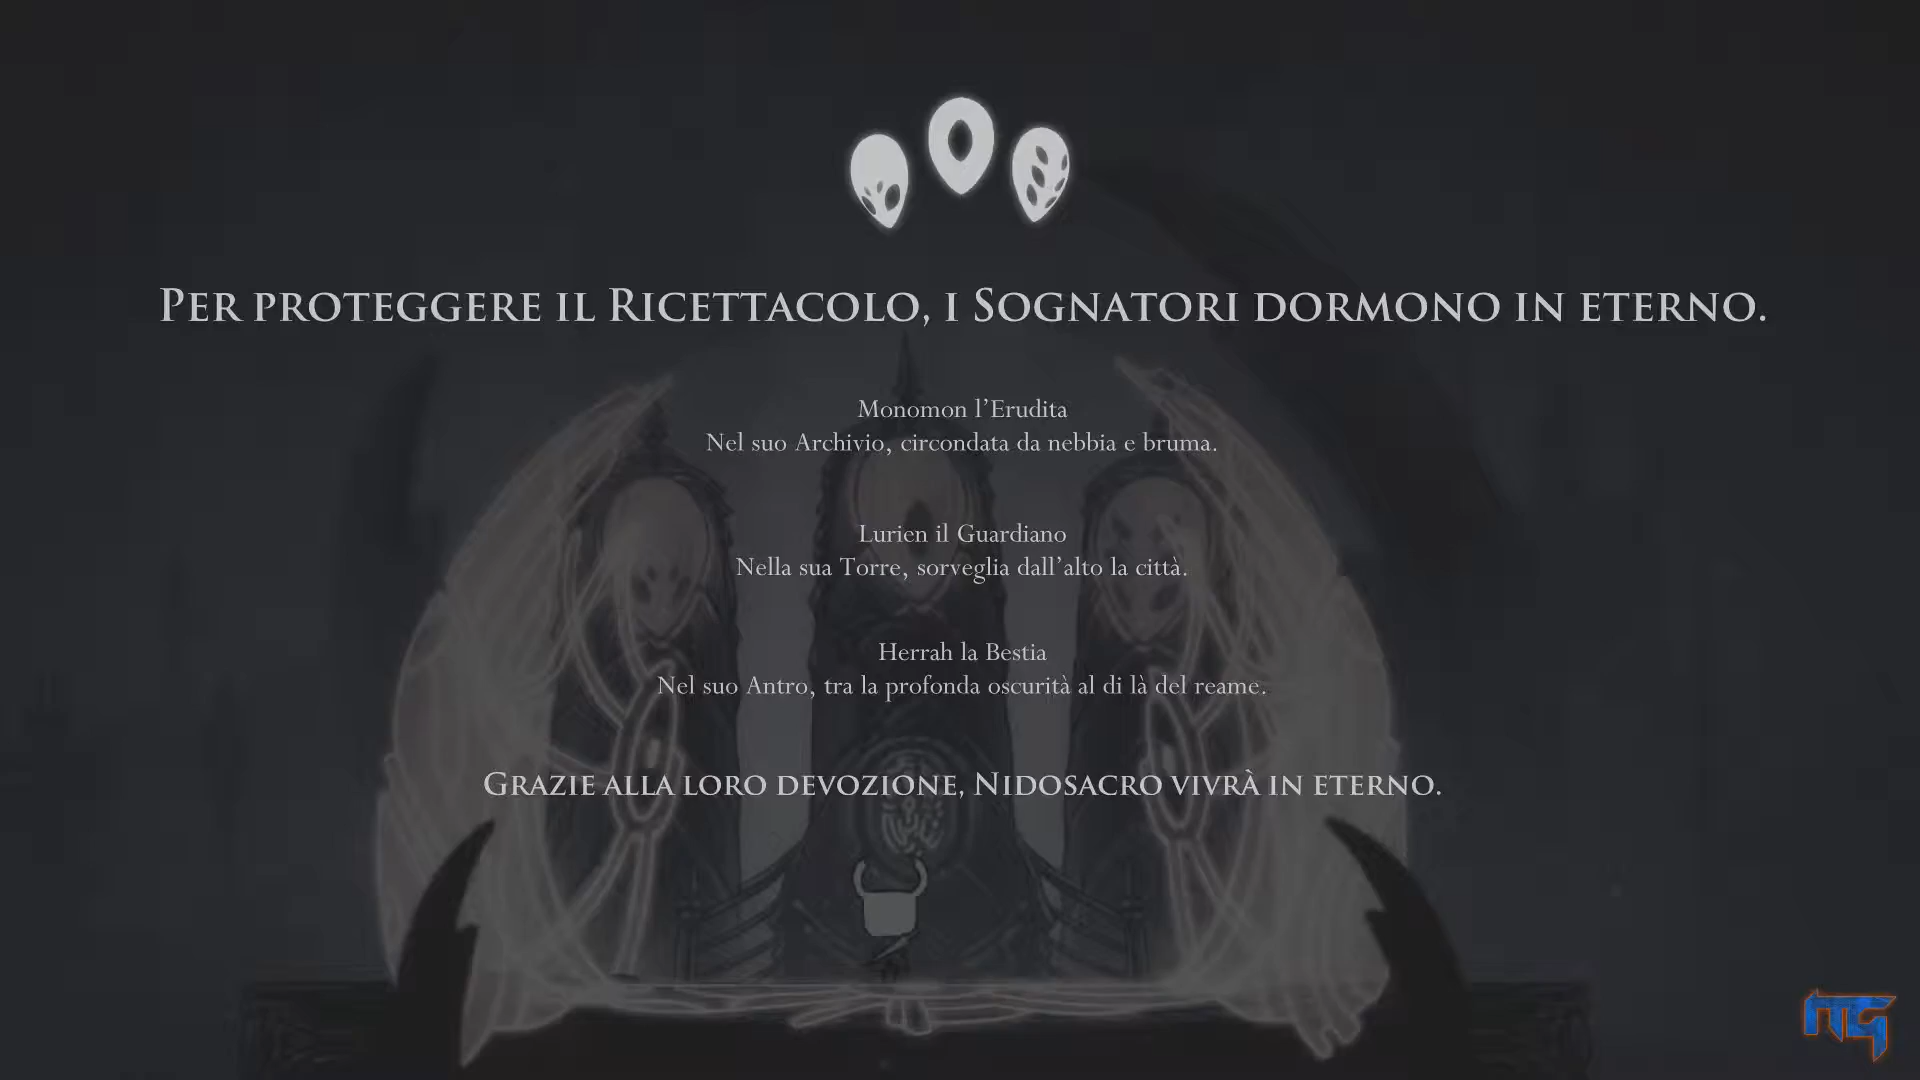 Per proteggere il Ricettacolo, i Sognatori dormono in eterno.
Monomon l'Erudita
Nel suo Archivio, circondata da nebbia e bruma.
Lurien il Guardiano
Nella sua Torre, sorveglia dall'alto la città.
Herrah la Bestia
Nel suo Antro, tra la profonda oscurità al di là del reame.
Grazie alla loro devozione, Nidosacro vivrà in eterno.